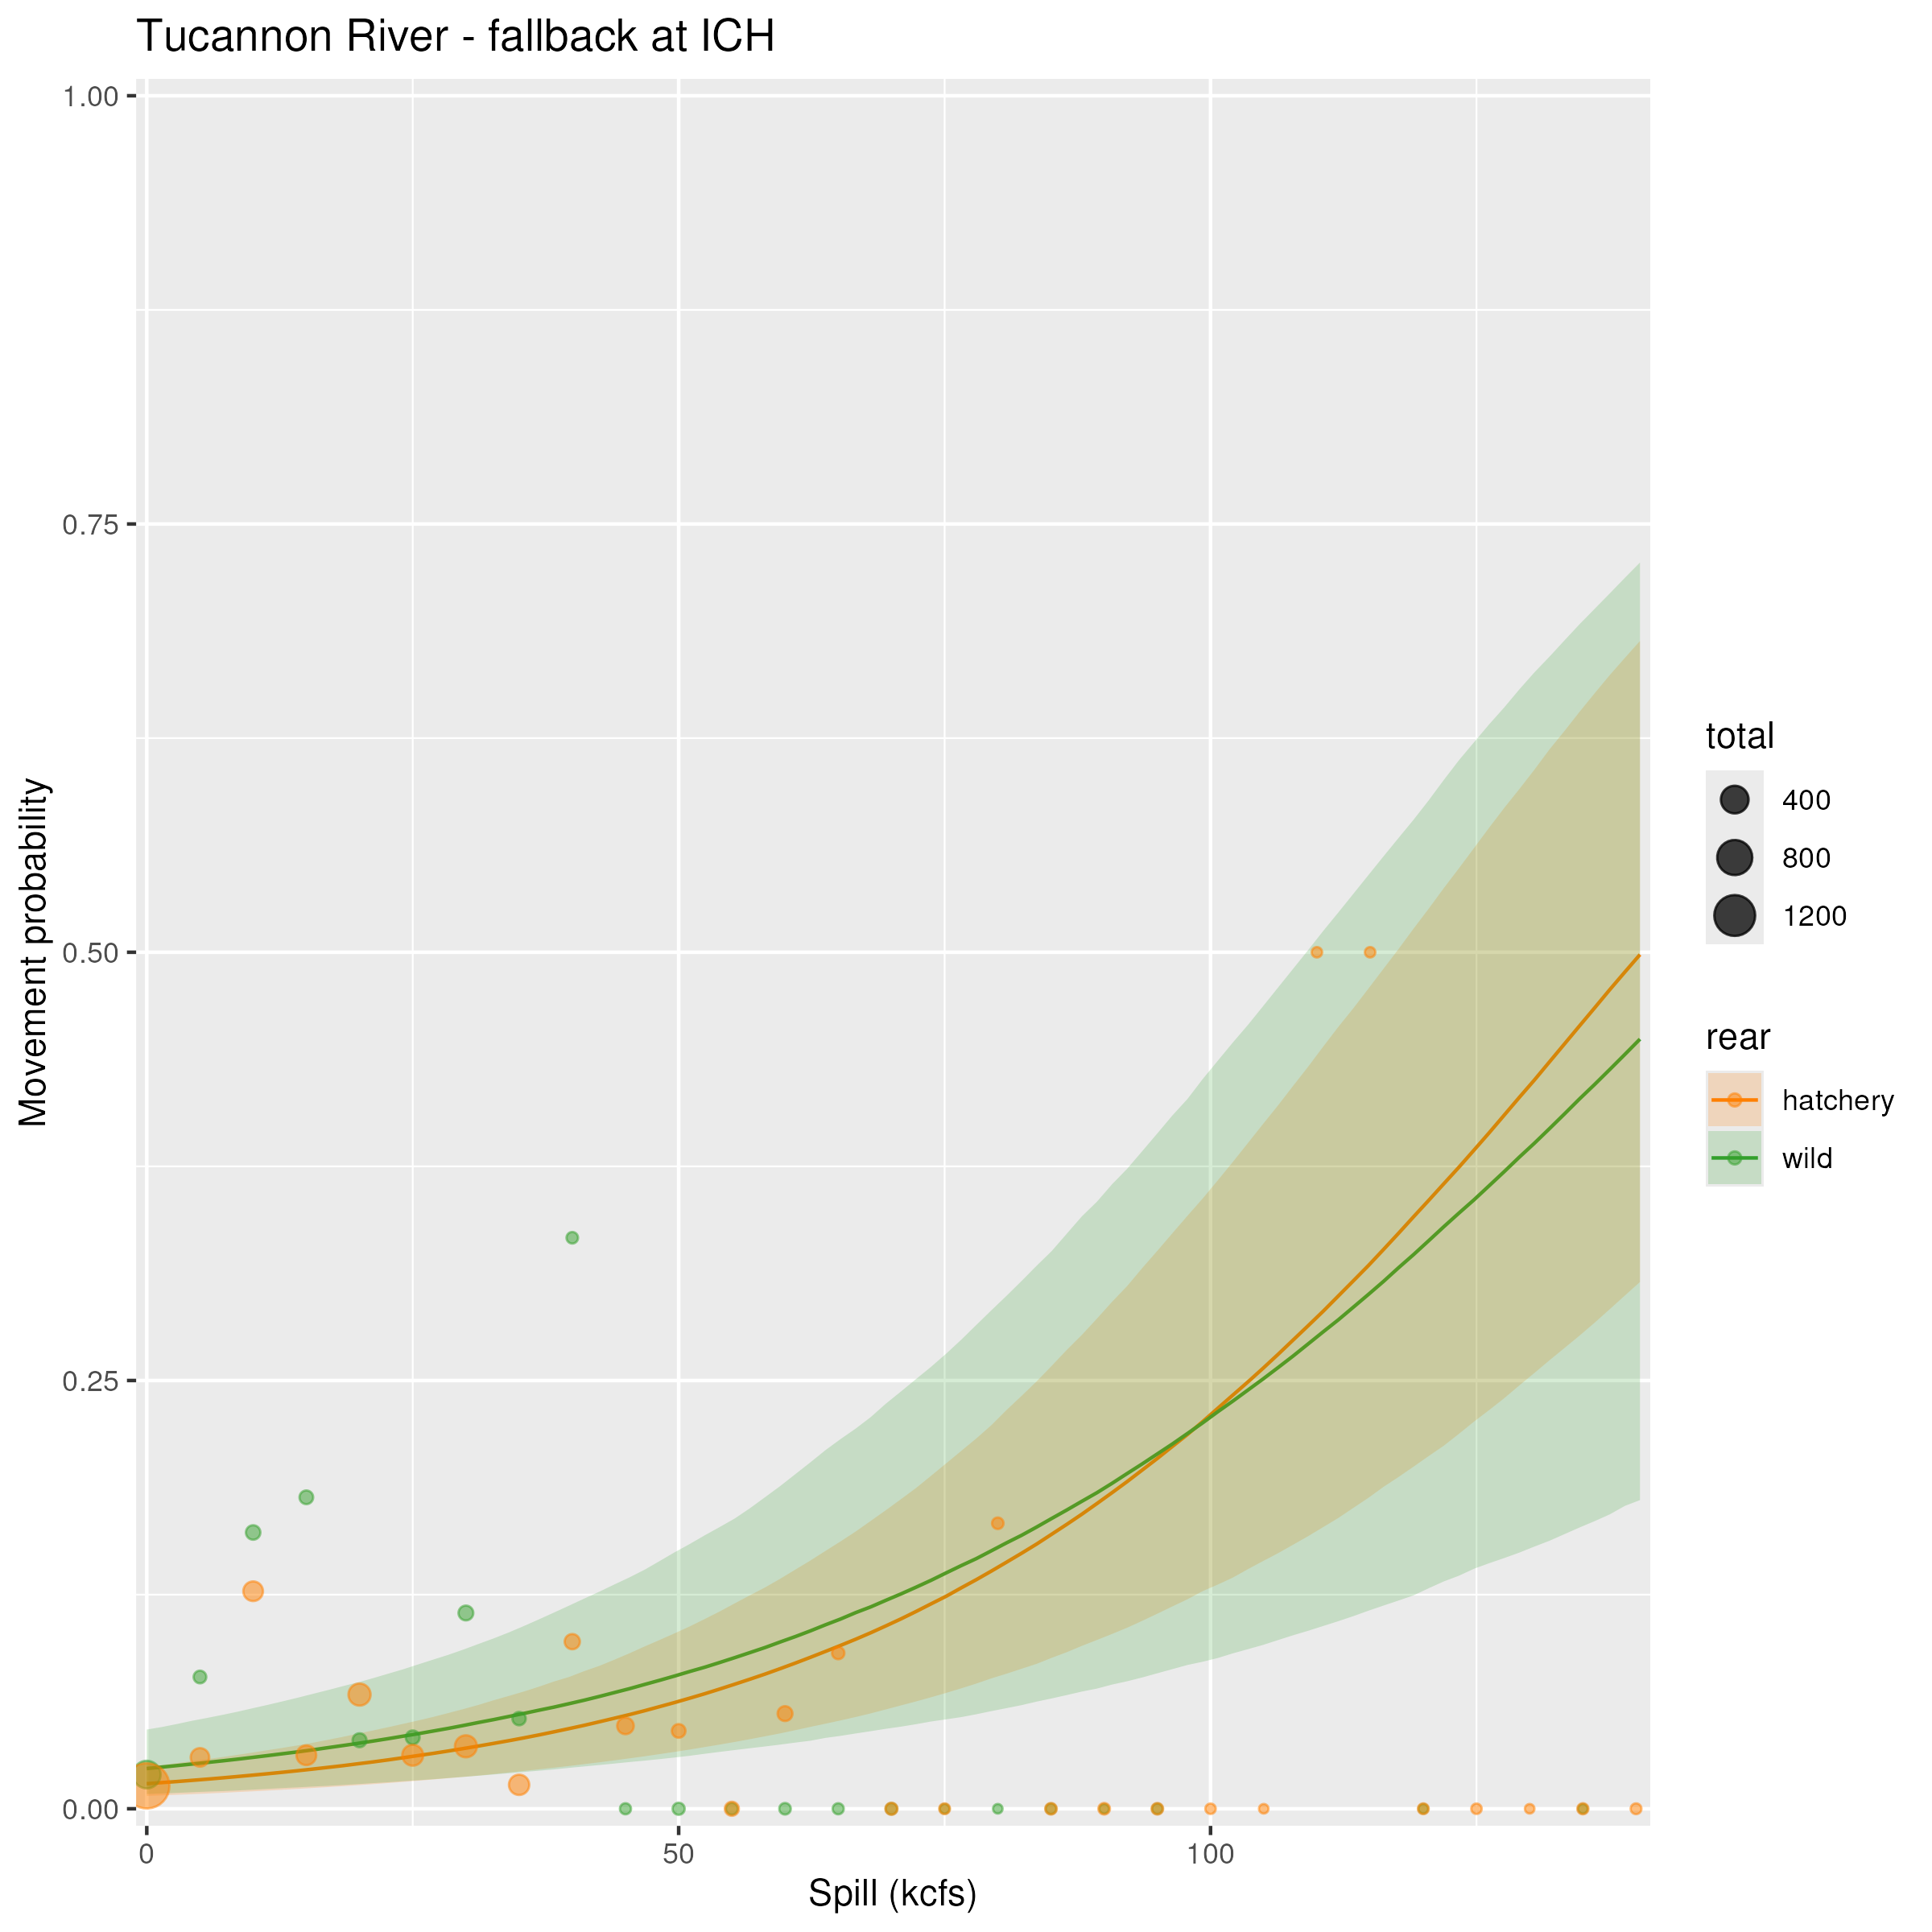 Tucannon River - fallback at ICH
Movement probability
1.00
0.75
0.50
0.25
0.00
0
50
100
Spill (kcfs)
total
400
800
1200
rear
hatchery
wild